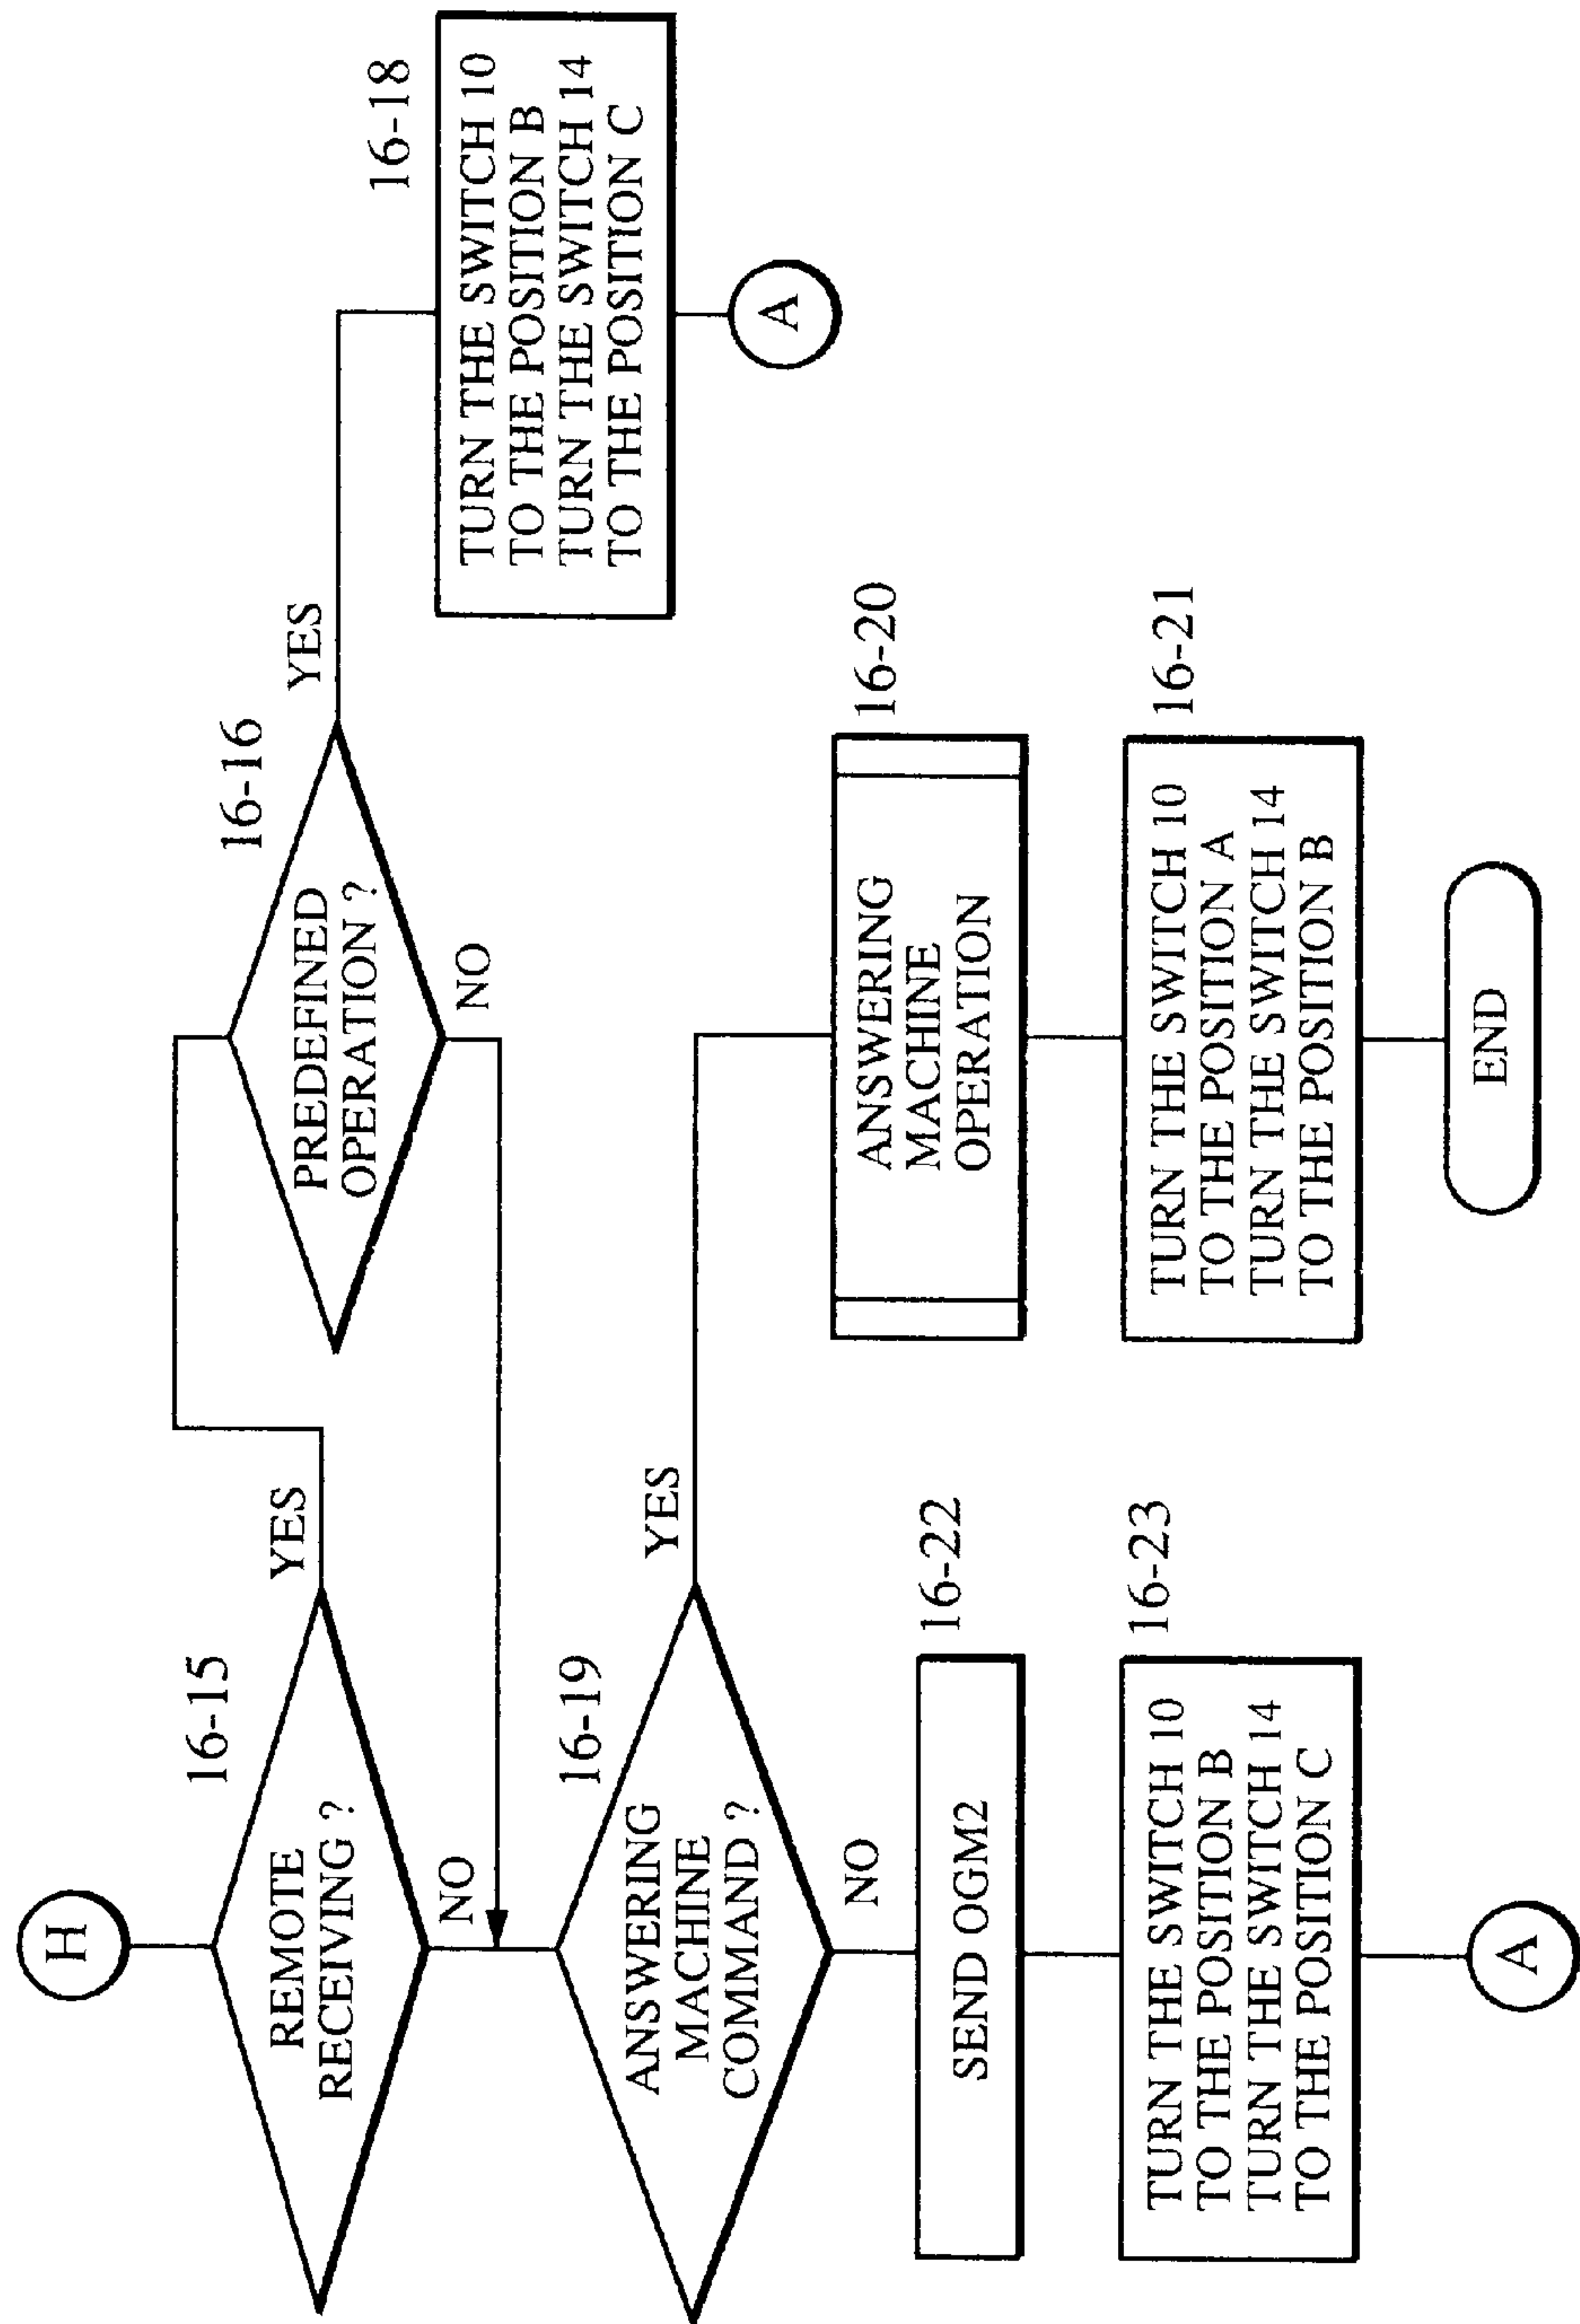 H
16-15
REMOTE
RECEIVING ?
YES
NO
16-16
PREDEFINED
OPERATION ?
YES
NO
16-18
TURN THE SWITCH 10
TO THE POSITION B
TURN THE SWITCH 14
TO THE POSITION C
A
16-19
ANSWERING
MACHINE
COMMAND ?
YES
NO
16-20
ANSWERING
MACHINE
OPERATION
16-21
TURN THE SWITCH 10
TO THE POSITION A
TURN THE SWITCH 14
TO THE POSITION B
END
16-22
SEND OGM2
16-23
TURN THE SWITCH 10
TO THE POSITION B
TURN THE SWITCH 14
TO THE POSITION C
A